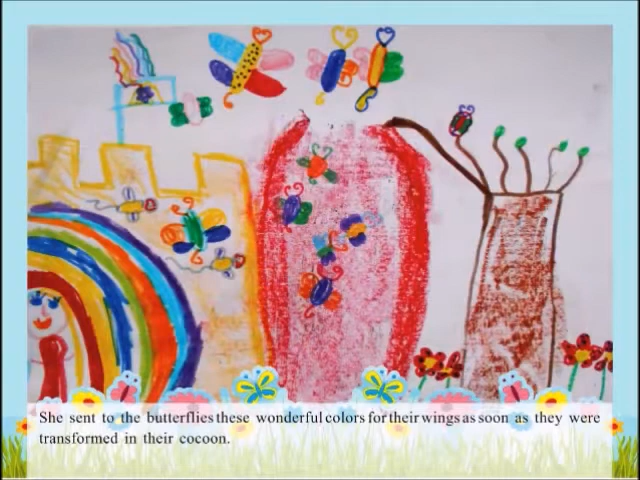 She sent to the butterflies these wonderful colors for their wings as soon as they were
transformed in their cocoon.